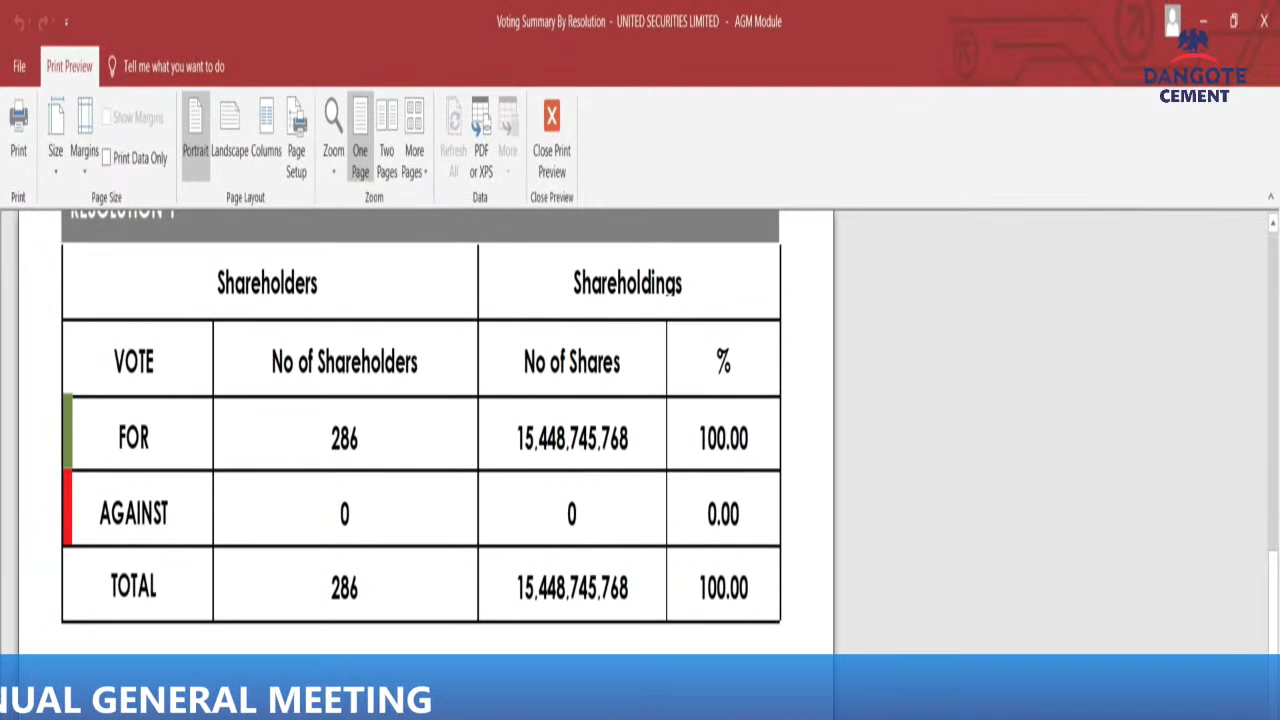 Voting Summary By Resolution - UNITED SECURITIES LIMITED - AGM Module
File Print Preview Tell me what you want to do
DANGOTE
CEMENT
Print Size Margins Show Margins Print Data Only Portrait Landscape Columns Page Setup Zoom One Page Two Pages More Pages Refresh All PDF or XPS More Close Print Preview
Print Page Size Page Layout Zoom Data Close Preview
RESOLUTION 1
Shareholders Shareholdings
VOTE No of Shareholders No of Shares %
FOR 286 15,448,745,768 100.00
AGAINST 0 0 0.00
TOTAL 286 15,448,745,768 100.00
NUAL GENERAL MEETING